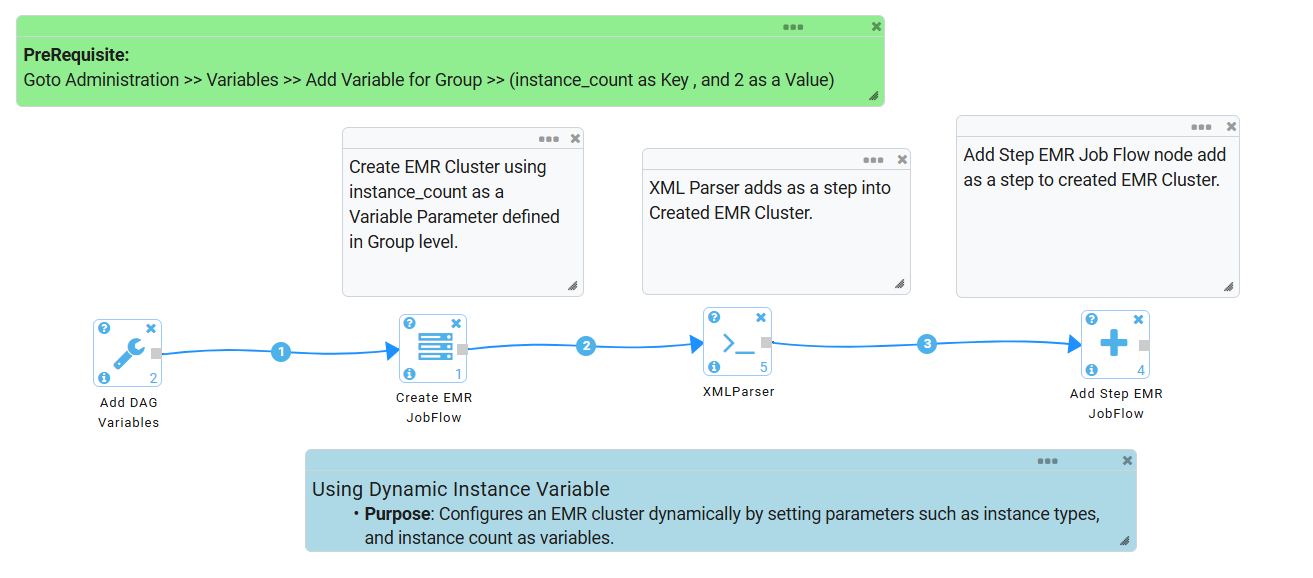 PreRequisite:
Goto Administration >> Variables >> Add Variable for Group >> (instance_count as Key , and 2 as a Value)
Create EMR Cluster using
instance_count as a
Variable Parameter defined
in Group level.
XML Parser adds as a step into
Created EMR Cluster.
Add Step EMR Job Flow node add
as a step to created EMR Cluster.
2
Add DAG
Variables
1
1
Create EMR
JobFlow
2
5
XMLParser
3
4
Add Step EMR
JobFlow
Using Dynamic Instance Variable
• Purpose: Configures an EMR cluster dynamically by setting parameters such as instance types,
and instance count as variables.